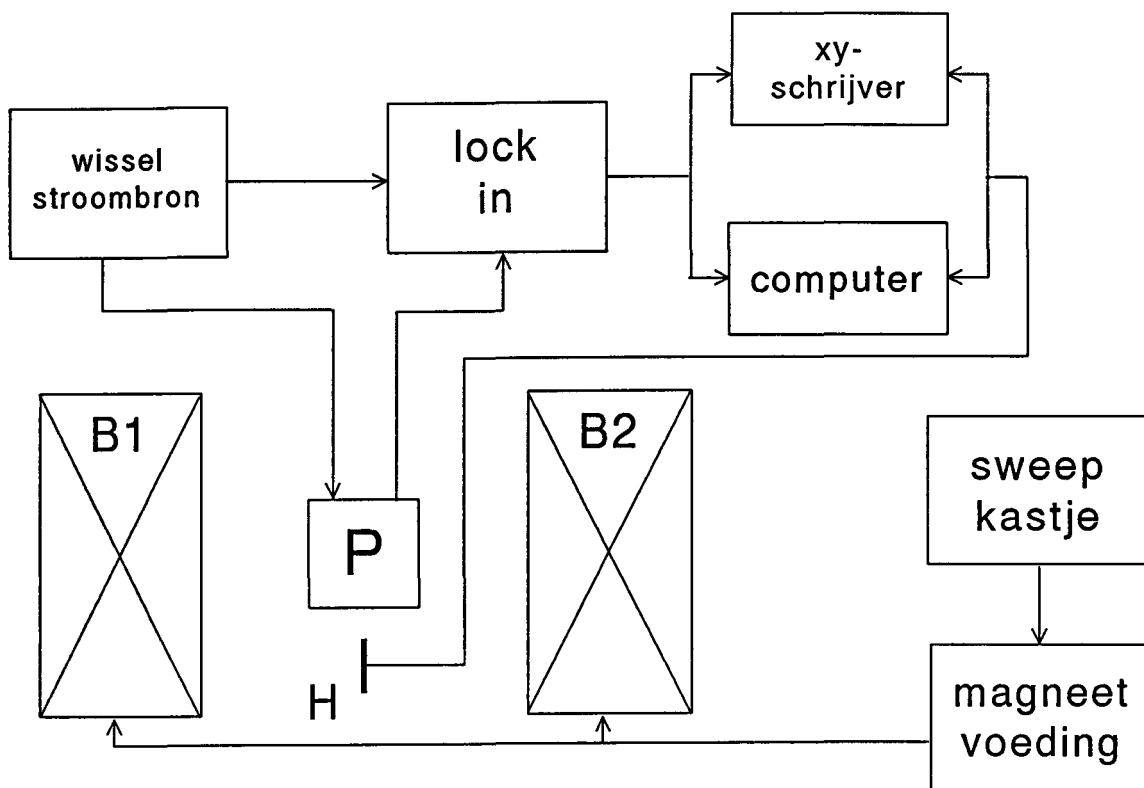 xy-
schrijver
wissel
stroombron
lock
in
computer
B1
B2
P
H
sweep
kastje
magneet
voeding